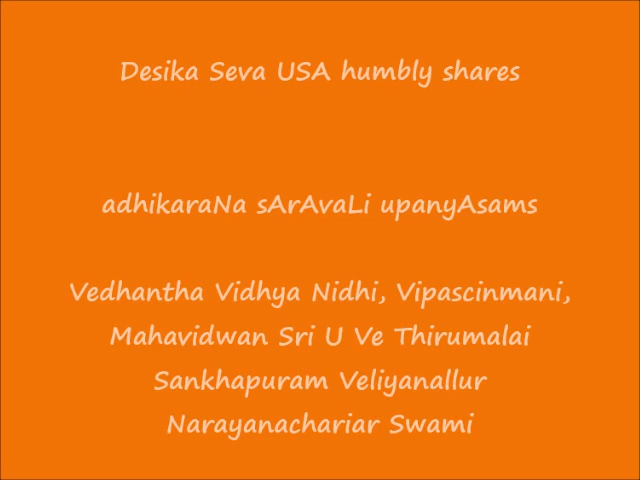 Desika Seva USA humbly shares
adhikaraNa sArAvaLi upanyAsams
Vedhantha Vidhya Nidhi, Vipascinmani,
Mahavidwan Sri U Ve Thirumalai
Sankhapuram Veliyanallur
Narayanachariar Swami